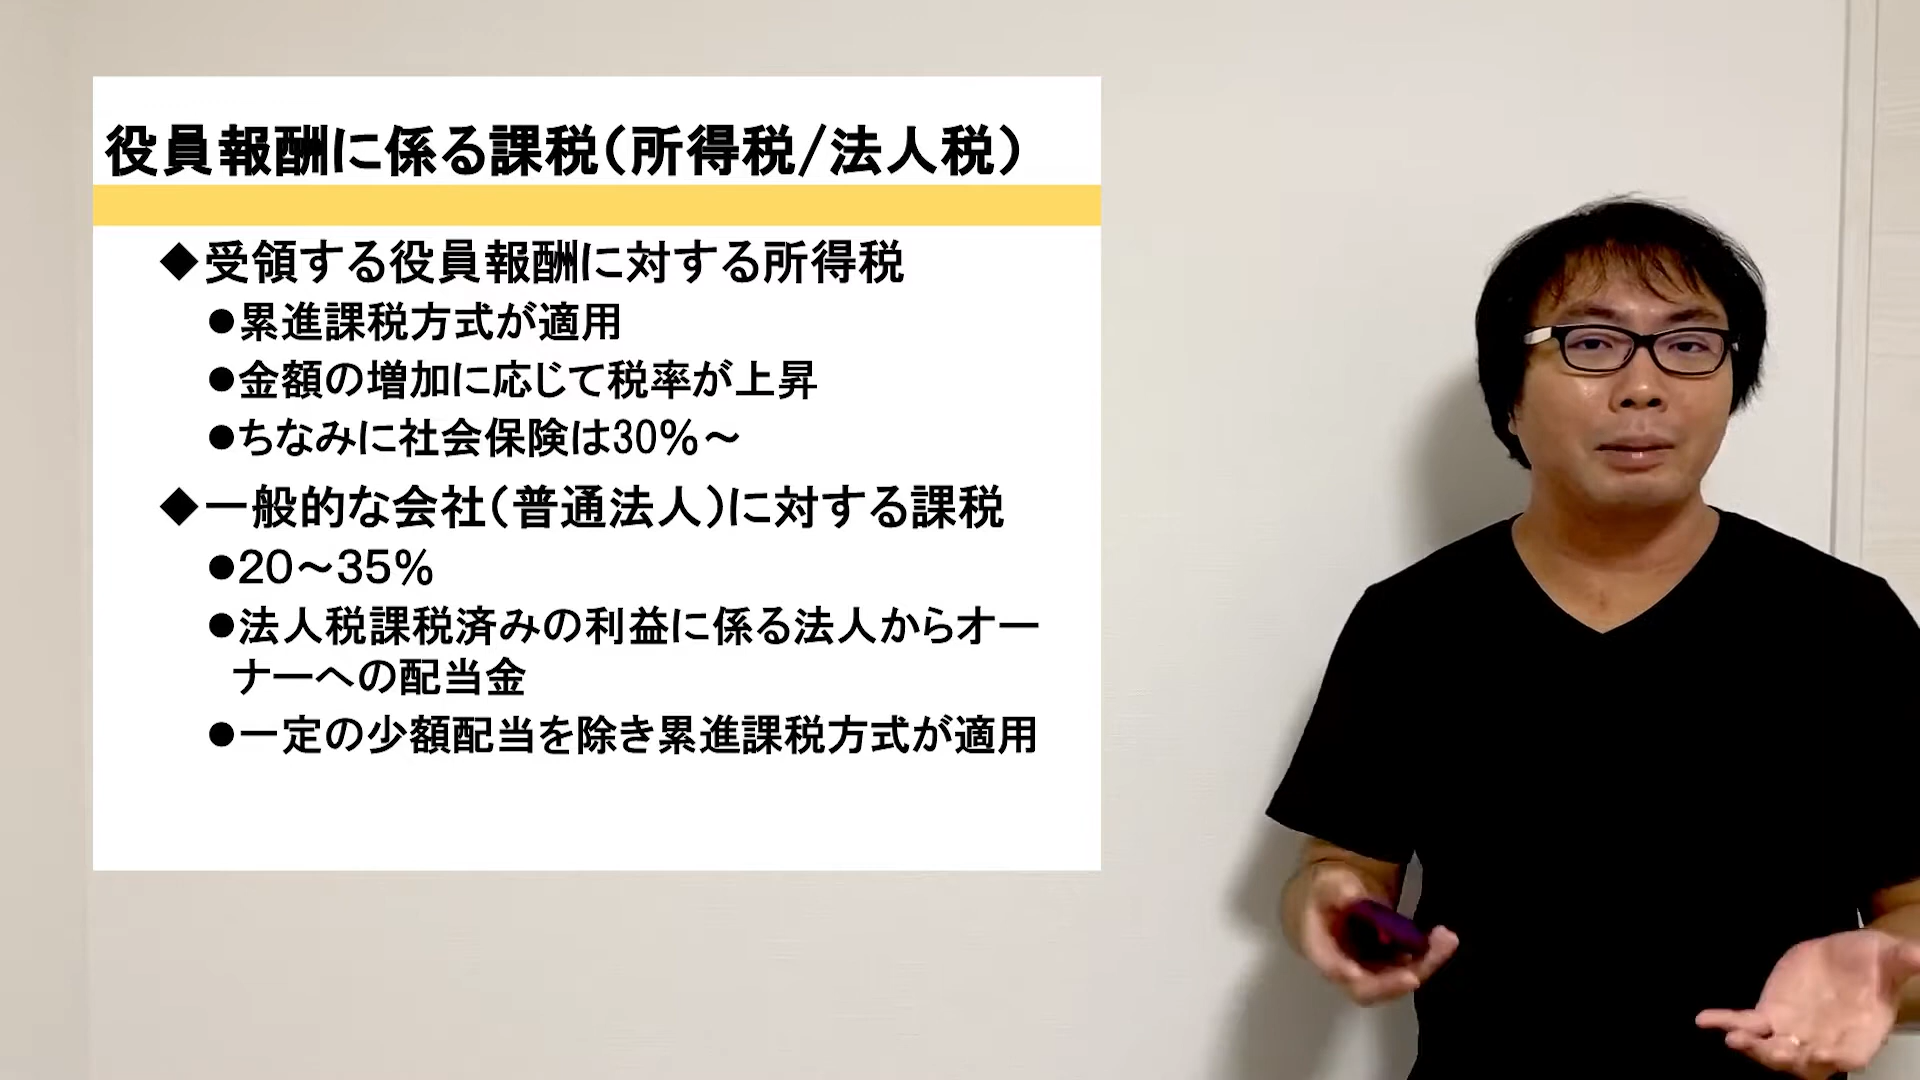 役員報酬に係る課税（所得税/法人税）
◆受領する役員報酬に対する所得税
●累進課税方式が適用
●金額の増加に応じて税率が上昇
●ちなみに社会保険は30%～
◆一般的な会社（普通法人）に対する課税
●20～35%
●法人税課税済みの利益に係る法人からオー
ナーへの配当金
●一定の少額配当を除き累進課税方式が適用